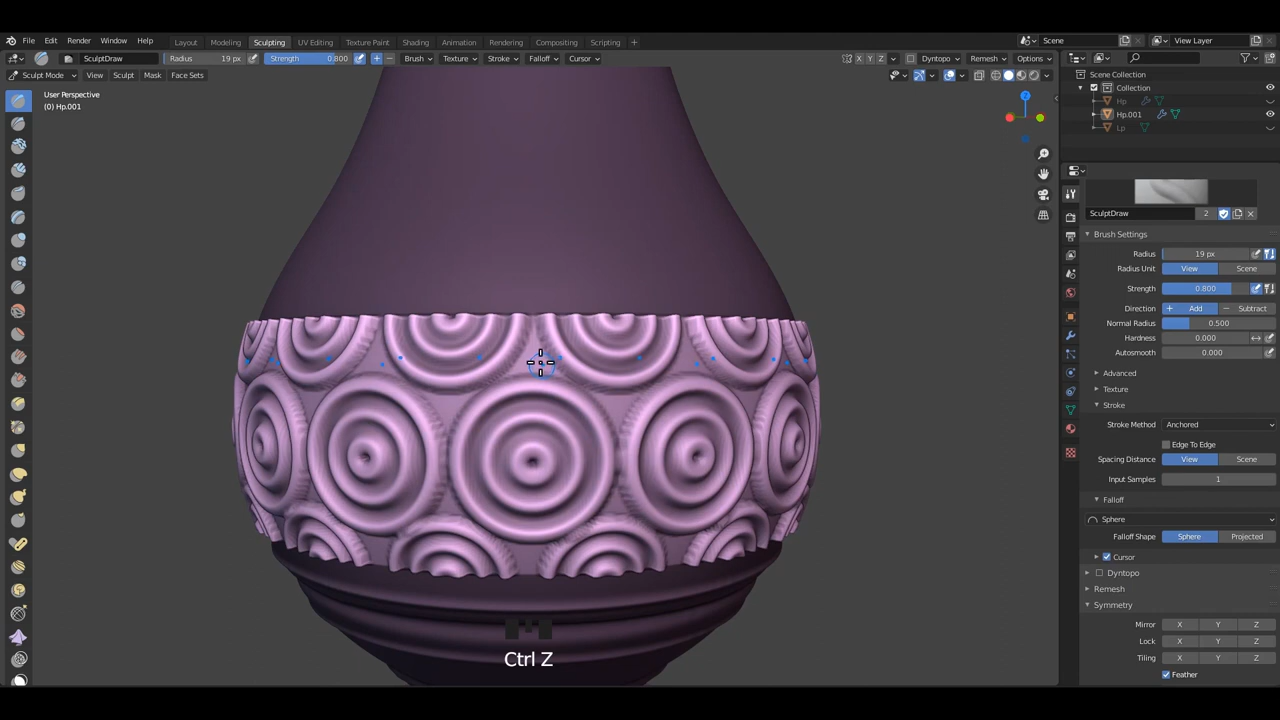 File Edit Render Window Help Layout Modeling Sculpting UV Editing Texture Paint Shading Animation Rendering Compositing Scripting + Scene View Layer
SculptDraw Radius 19 px Strength 0.800 + − Brush Texture Stroke Falloff Cursor X Y Z Dyntopo Remesh Options
Sculpt Mode View Sculpt Mask Face Sets
User Perspective
(0) Hp.001
Z
Scene Collection
Collection
Hp
Hp.001
Lp
SculptDraw 2
Brush Settings
Radius 19 px
Radius Unit View Scene
Strength 0.800
Direction + Add − Subtract
Normal Radius 0.500
Hardness 0.000
Autosmooth 0.000
Advanced
Texture
Stroke
Stroke Method Anchored
Edge To Edge
Spacing Distance View Scene
Input Samples 1
Falloff
Sphere
Falloff Shape Sphere Projected
Cursor
Dyntopo
Remesh
Symmetry
Mirror X Y Z
Lock X Y Z
Tiling X Y Z
Feather
Ctrl Z